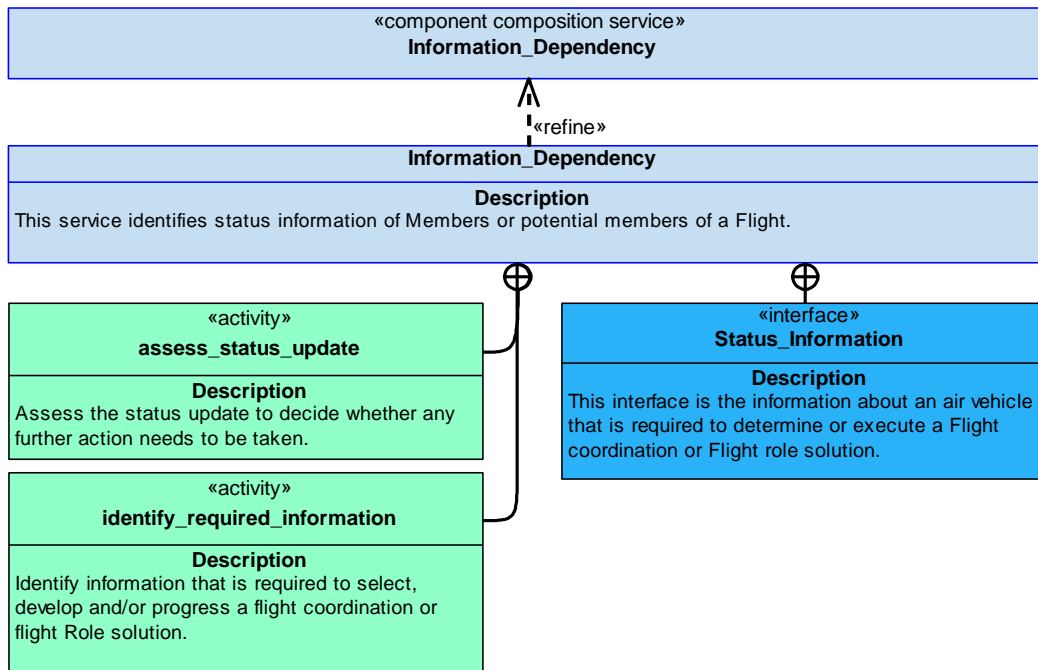 «component composition service»
Information_Dependency
«refine»
Information_Dependency
Description
This service identifies status information of Members or potential members of a Flight.
«activity»
assess_status_update
Description
Assess the status update to decide whether any
further action needs to be taken.
«interface»
Status_Information
Description
This interface is the information about an air vehicle
that is required to determine or execute a Flight
coordination or Flight role solution.
«activity»
identify_required_information
Description
Identify information that is required to select,
develop and/or progress a flight coordination or
flight Role solution.